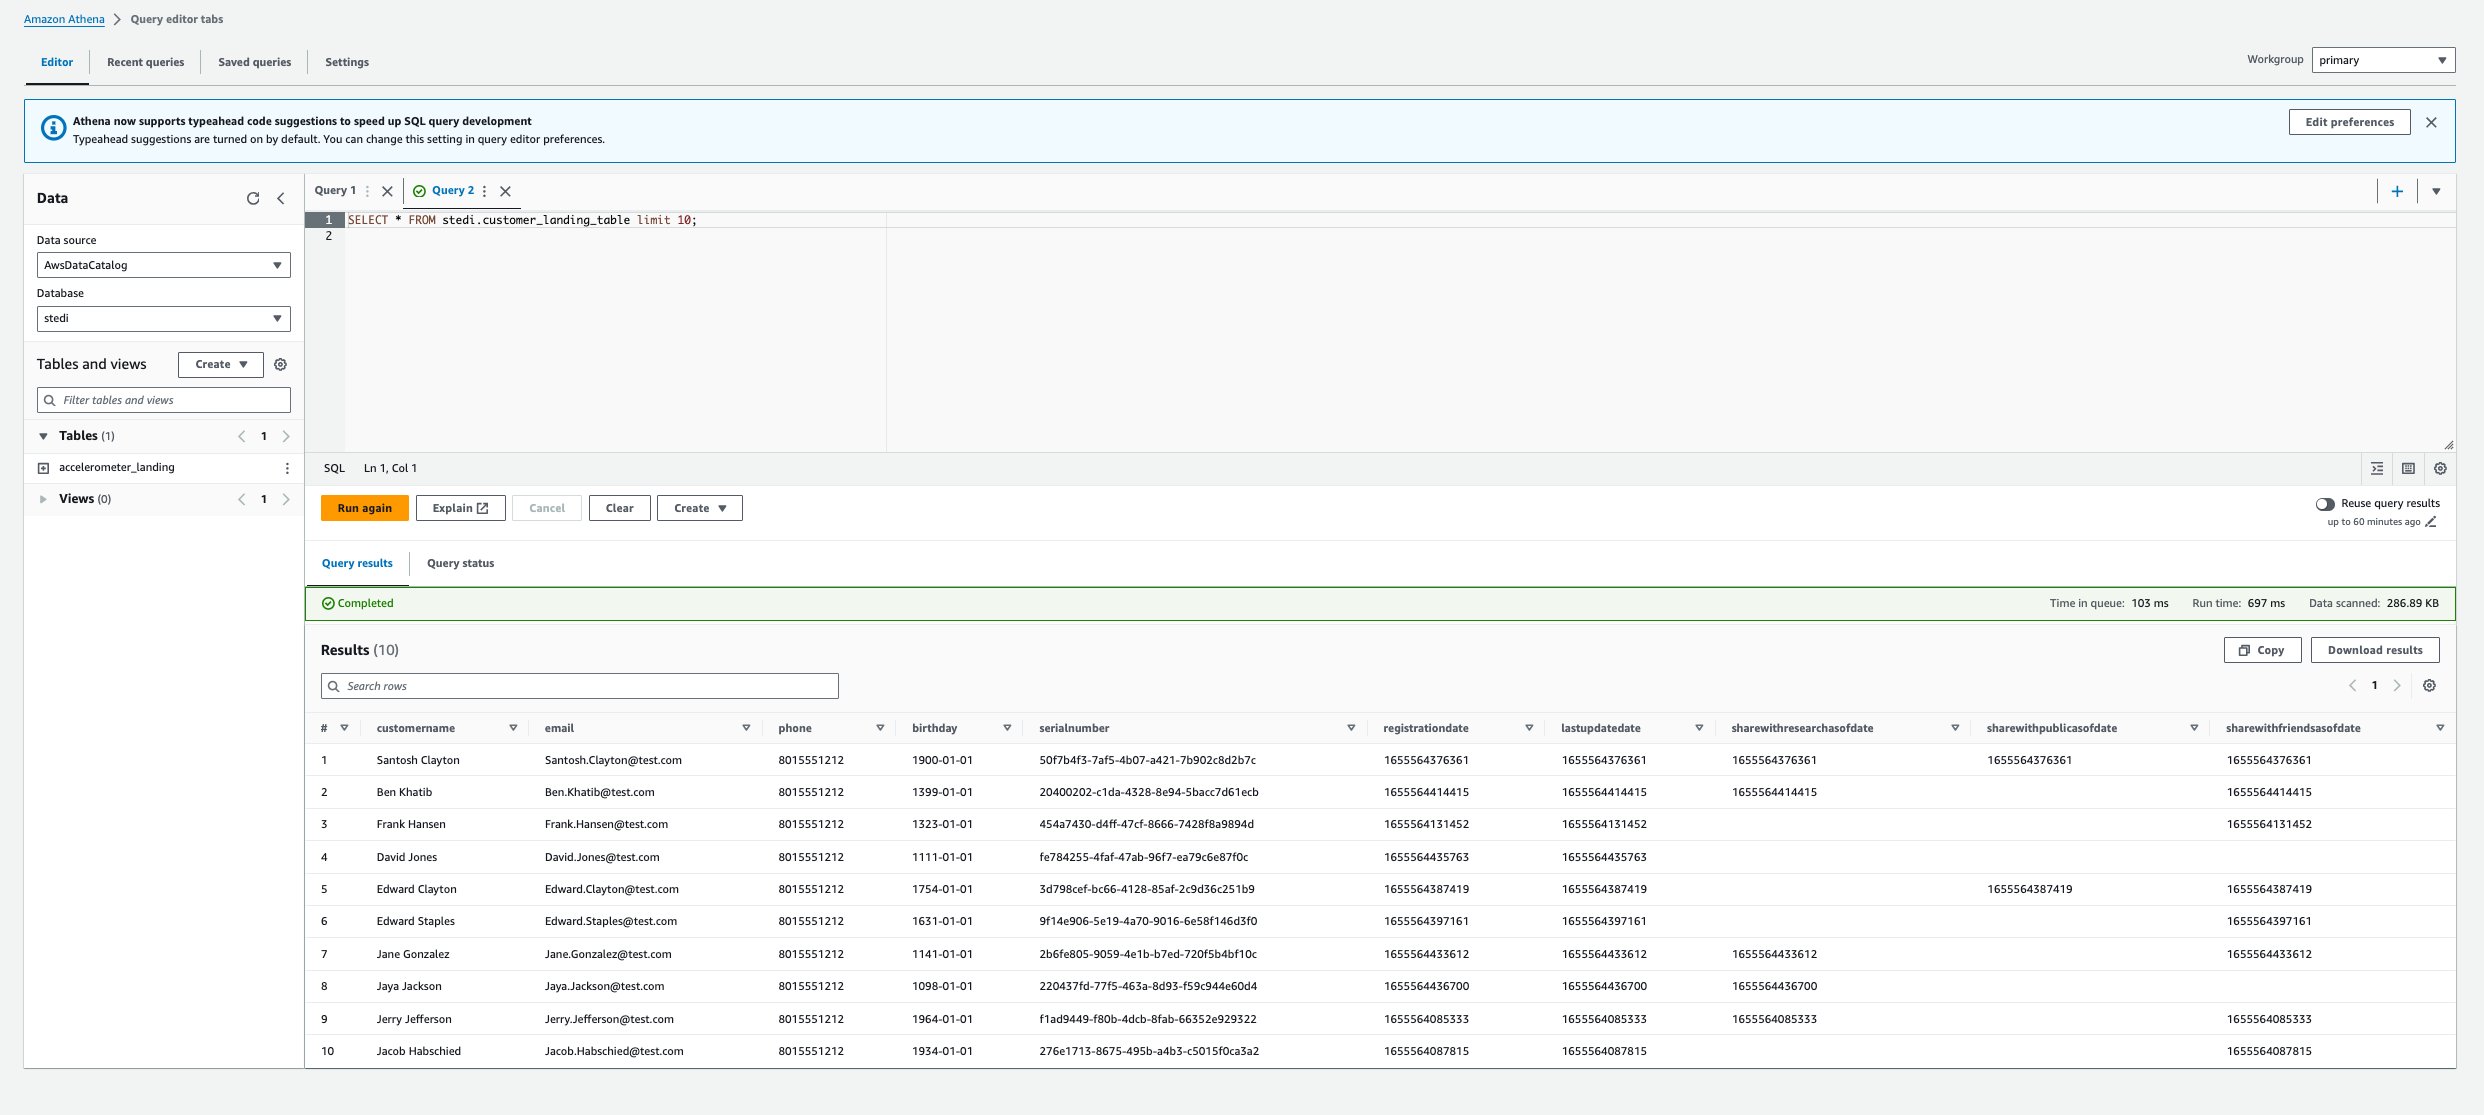 Amazon Athena > Query editor tabs
Editor Recent queries Saved queries Settings Workgroup primary
Athena now supports typeahead code suggestions to speed up SQL query development
Typeahead suggestions are turned on by default. You can change this setting in query editor preferences.
Edit preferences
Data
Data source
AwsDataCatalog
Database
stedi
Tables and views Create
Filter tables and views
Tables (1) 1
accelerometer_landing
Views (0) 1
Query 1 Query 2
1 SELECT * FROM stedi.customer_landing_table limit 10;
2
SQL Ln 1, Col 1
Run again Explain Cancel Clear Create
Reuse query results
up to 60 minutes ago
Query results Query status
Completed Time in queue: 103 ms Run time: 697 ms Data scanned: 286.89 KB
Results (10) Copy Download results
Search rows 1
# customername email phone birthday serialnumber registrationdate lastupdatedate sharewithresearchasofdate sharewithpublicasofdate sharewithfriendsasofdate
1 Santosh Clayton Santosh.Clayton@test.com 8015551212 1900-01-01 50f7b4f3-7af5-4b07-a421-7b902c8d2b7c 1655564376361 1655564376361 1655564376361 1655564376361 1655564376361
2 Ben Khatib Ben.Khatib@test.com 8015551212 1399-01-01 20400202-c1da-4328-8e94-5bacc7d61ecb 1655564414415 1655564414415 1655564414415 1655564414415
3 Frank Hansen Frank.Hansen@test.com 8015551212 1323-01-01 454a7430-d4ff-47cf-8666-7428f8a9894d 1655564131452 1655564131452 1655564131452
4 David Jones David.Jones@test.com 8015551212 1111-01-01 fe784255-4faf-47ab-96f7-ea79c6e87f0c 1655564435763 1655564435763
5 Edward Clayton Edward.Clayton@test.com 8015551212 1754-01-01 3d798cef-bc66-4128-85af-2c9d36c251b9 1655564387419 1655564387419 1655564387419 1655564387419
6 Edward Staples Edward.Staples@test.com 8015551212 1631-01-01 9f14e906-5e19-4a70-9016-6e58f146d3f0 1655564397161 1655564397161 1655564397161
7 Jane Gonzalez Jane.Gonzalez@test.com 8015551212 1141-01-01 2b6fe805-9059-4e1b-b7ed-720f5b4bf10c 1655564433612 1655564433612 1655564433612 1655564433612
8 Jaya Jackson Jaya.Jackson@test.com 8015551212 1098-01-01 220437fd-77f5-463a-8d93-f59c944e60d4 1655564436700 1655564436700 1655564436700
9 Jerry Jefferson Jerry.Jefferson@test.com 8015551212 1964-01-01 f1ad9449-f80b-4dcb-8fab-66352e929322 1655564085333 1655564085333 1655564085333 1655564085333
10 Jacob Habschied Jacob.Habschied@test.com 8015551212 1934-01-01 276e1713-8675-495b-a4b3-c5015f0ca3a2 1655564087815 1655564087815 1655564087815